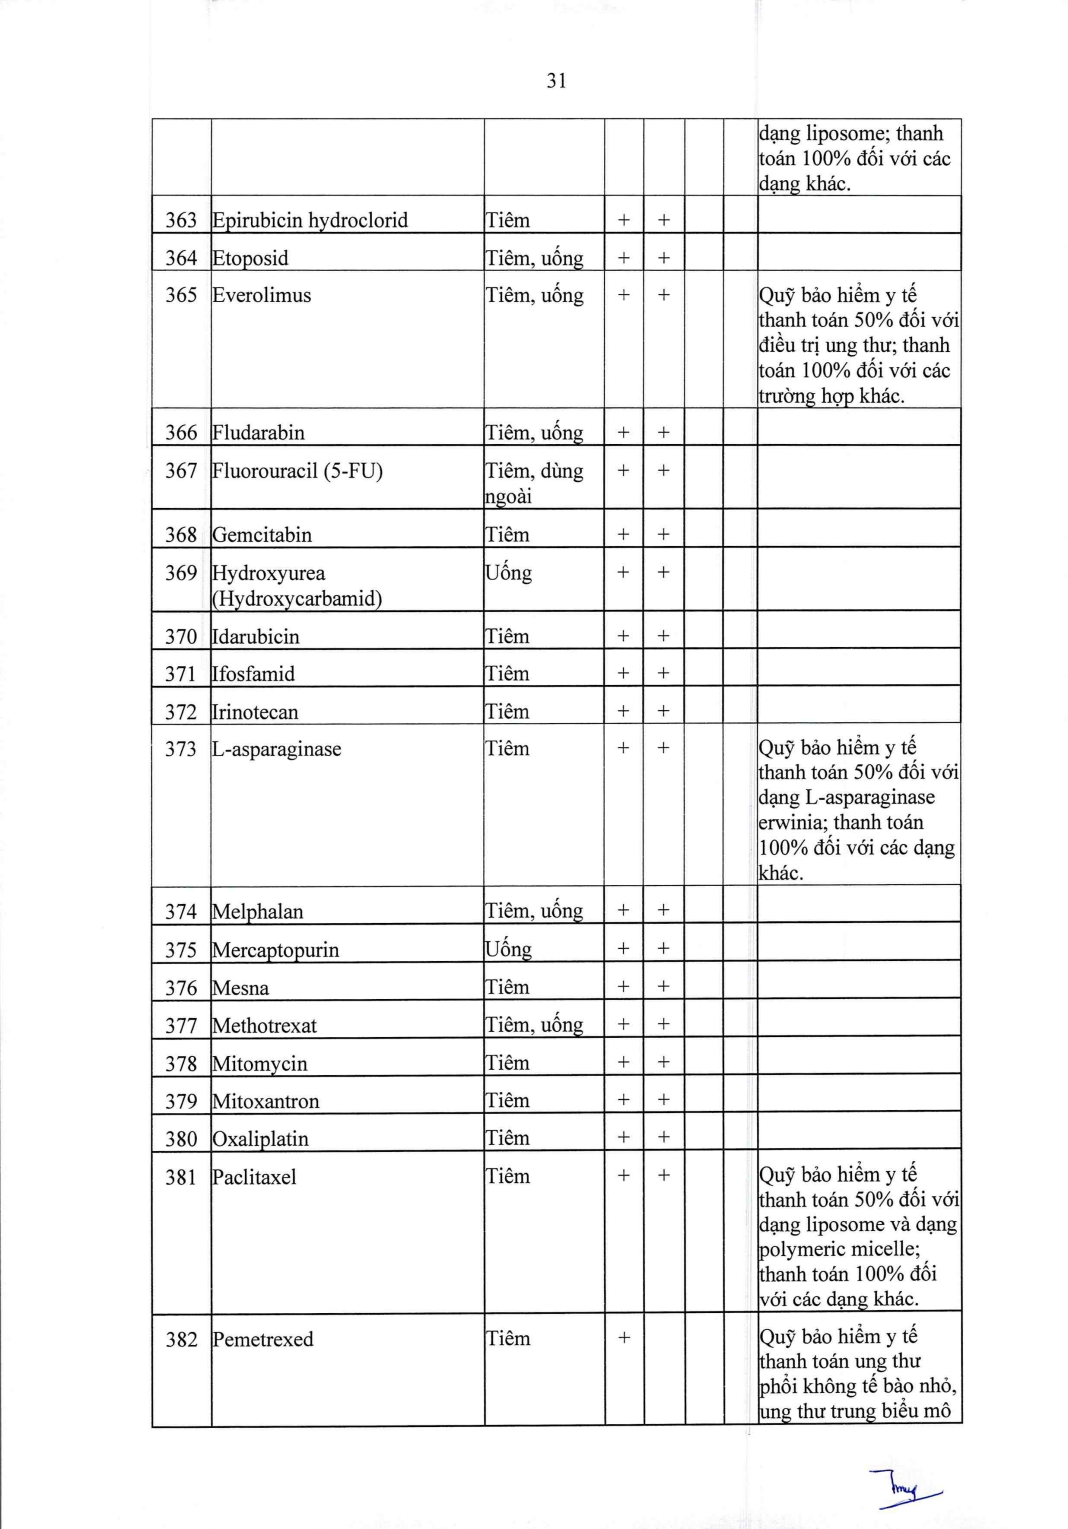 31
dạng liposome; thanh
toán 100% đối với các
dạng khác.
363 Epirubicin hydroclorid Tiêm + +
364 Etoposid Tiêm, uống + +
365 Everolimus Tiêm, uống + + Quỹ bảo hiểm y tế
thanh toán 50% đối với
điều trị ung thư; thanh
toán 100% đối với các
trường hợp khác.
366 Fludarabin Tiêm, uống + +
367 Fluorouracil (5-FU) Tiêm, dùng + +
ngoài
368 Gemcitabin Tiêm + +
369 Hydroxyurea Uống + +
(Hydroxycarbamid)
370 Idarubicin Tiêm + +
371 Ifosfamid Tiêm + +
372 Irinotecan Tiêm + +
373 L-asparaginase Tiêm + + Quỹ bảo hiểm y tế
thanh toán 50% đối với
dạng L-asparaginase
erwinia; thanh toán
100% đối với các dạng
khác.
374 Melphalan Tiêm, uống + +
375 Mercaptopurin Uống + +
376 Mesna Tiêm + +
377 Methotrexat Tiêm, uống + +
378 Mitomycin Tiêm + +
379 Mitoxantron Tiêm + +
380 Oxaliplatin Tiêm + +
381 Paclitaxel Tiêm + + Quỹ bảo hiểm y tế
thanh toán 50% đối với
dạng liposome và dạng
polymeric micelle;
thanh toán 100% đối
với các dạng khác.
382 Pemetrexed Tiêm + Quỹ bảo hiểm y tế
thanh toán ung thư
phổi không tế bào nhỏ,
ung thư trung biểu mô